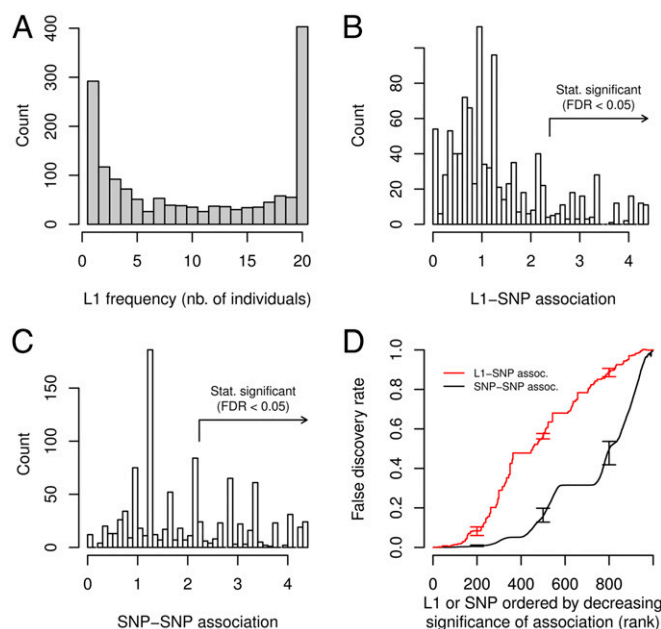 A
Count
0 100 200 300 400
0 5 10 15 20
L1 frequency (nb. of individuals)
B
Count
0 20 40 60 80
Stat. significant
(FDR < 0.05)
0 1 2 3 4
L1−SNP association
C
Count
0 50 100 150
Stat. significant
(FDR < 0.05)
0 1 2 3 4
SNP−SNP association
D
False discovery rate
0.0 0.2 0.4 0.6 0.8 1.0
L1−SNP assoc.
SNP−SNP assoc.
0 200 400 600 800
L1 or SNP ordered by decreasing
significance of association (rank)